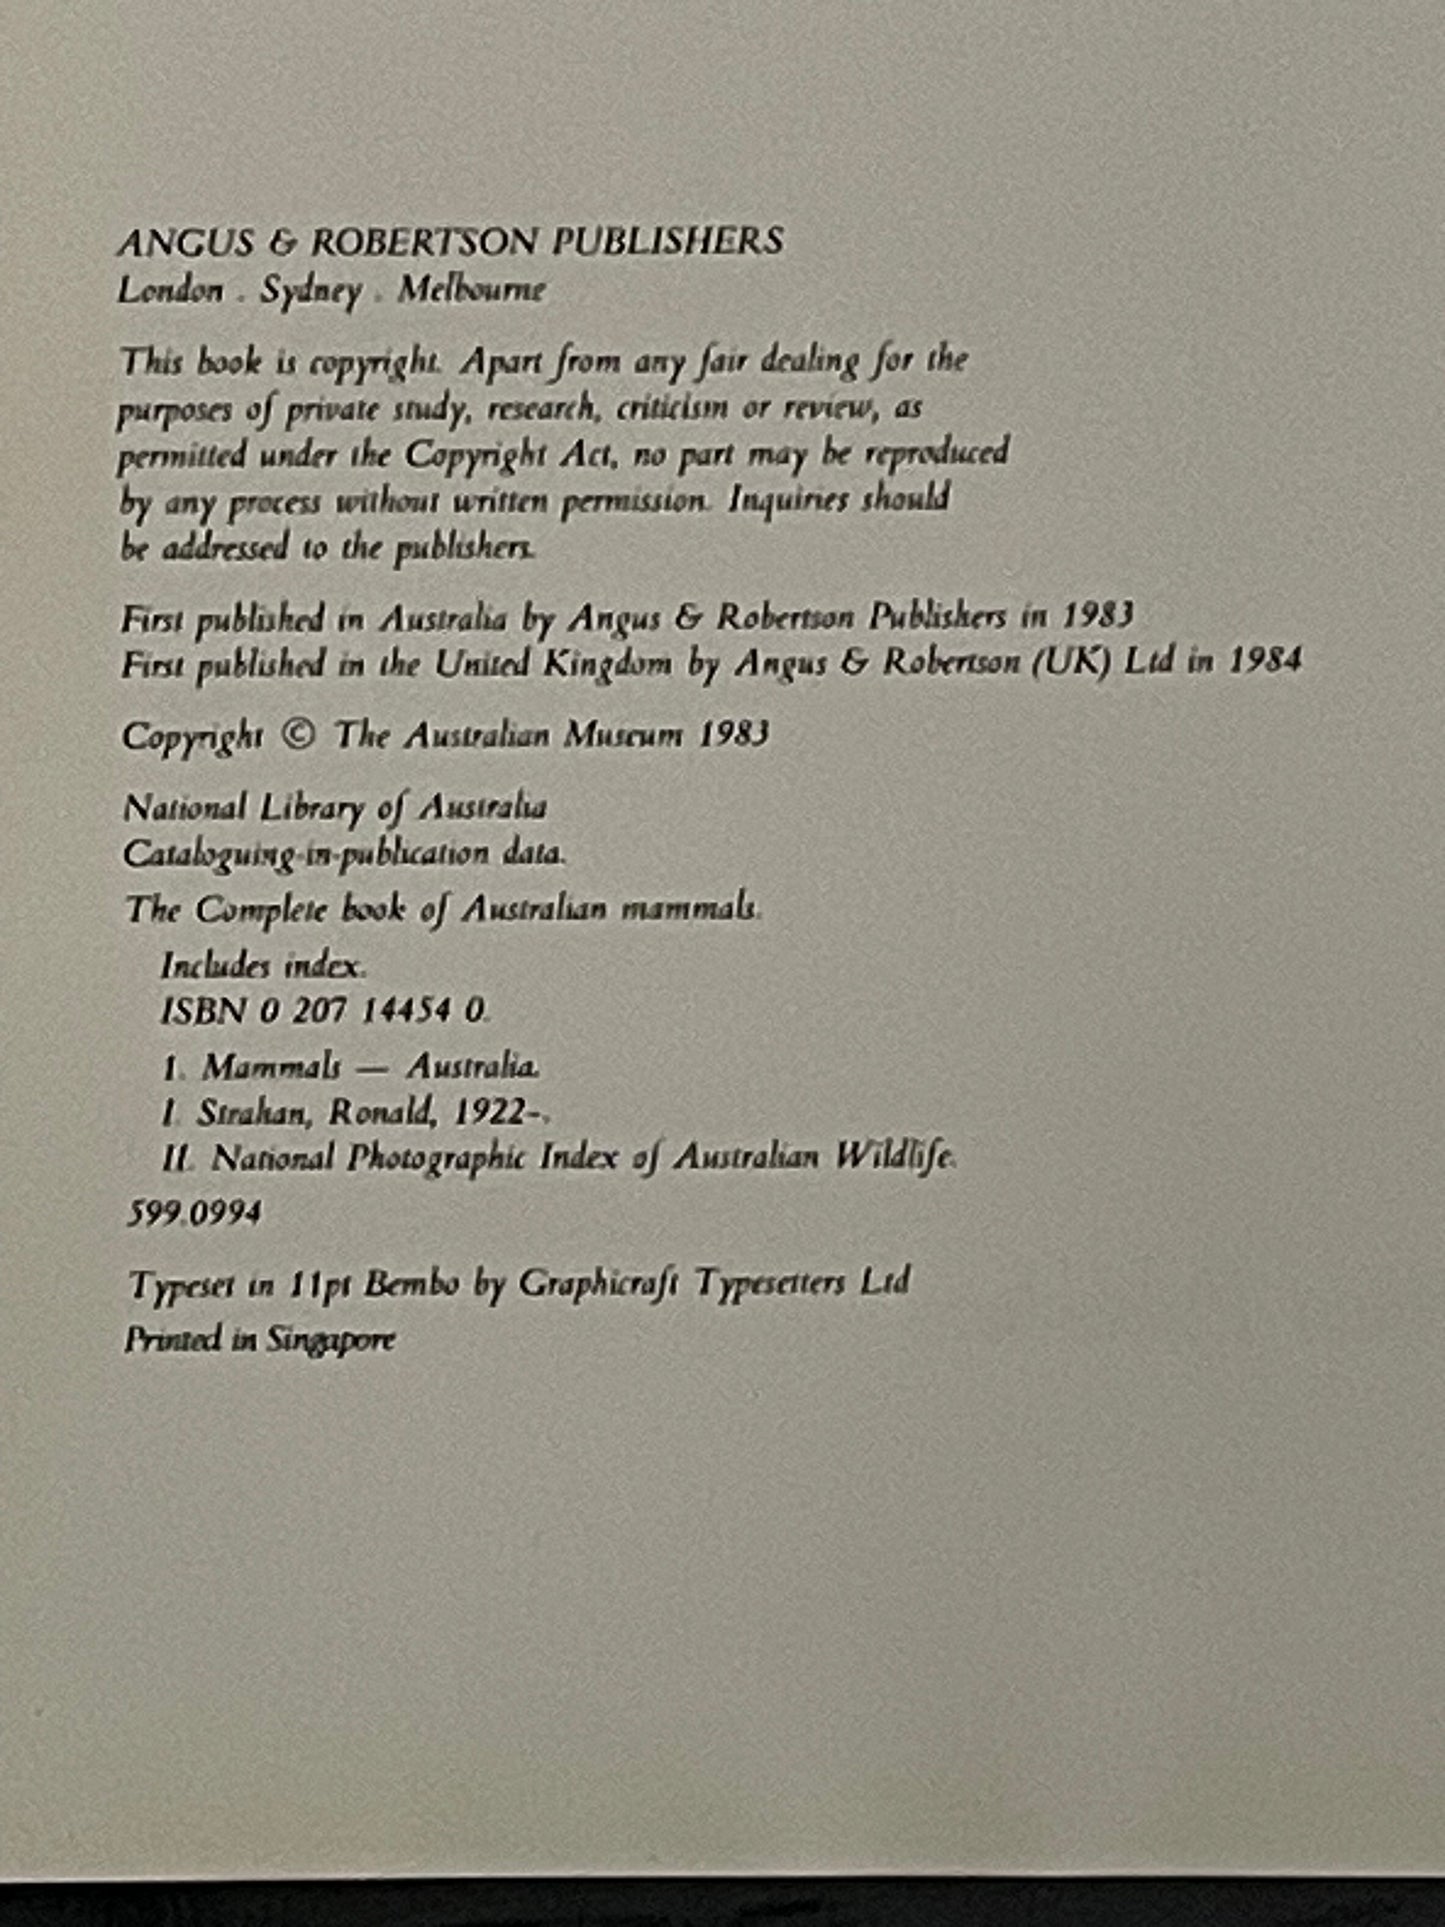 ANGUS & ROBERTSON PUBLISHERS
London . Sydney . Melbourne
This book is copyright. Apart from any fair dealing for the
purposes of private study, research, criticism or review, as
permitted under the Copyright Act, no part may be reproduced
by any process without written permission. Inquiries should
be addressed to the publishers.
First published in Australia by Angus & Robertson Publishers in 1983
First published in the United Kingdom by Angus & Robertson (UK) Ltd in 1984
Copyright © The Australian Museum 1983
National Library of Australia
Cataloguing-in-publication data.
The Complete book of Australian mammals.
Includes index.
ISBN 0 207 14454 0.
1. Mammals — Australia.
I. Strahan, Ronald, 1922-.
II. National Photographic Index of Australian Wildlife.
599.0994
Typeset in 11pt Bembo by Graphicraft Typesetters Ltd
Printed in Singapore